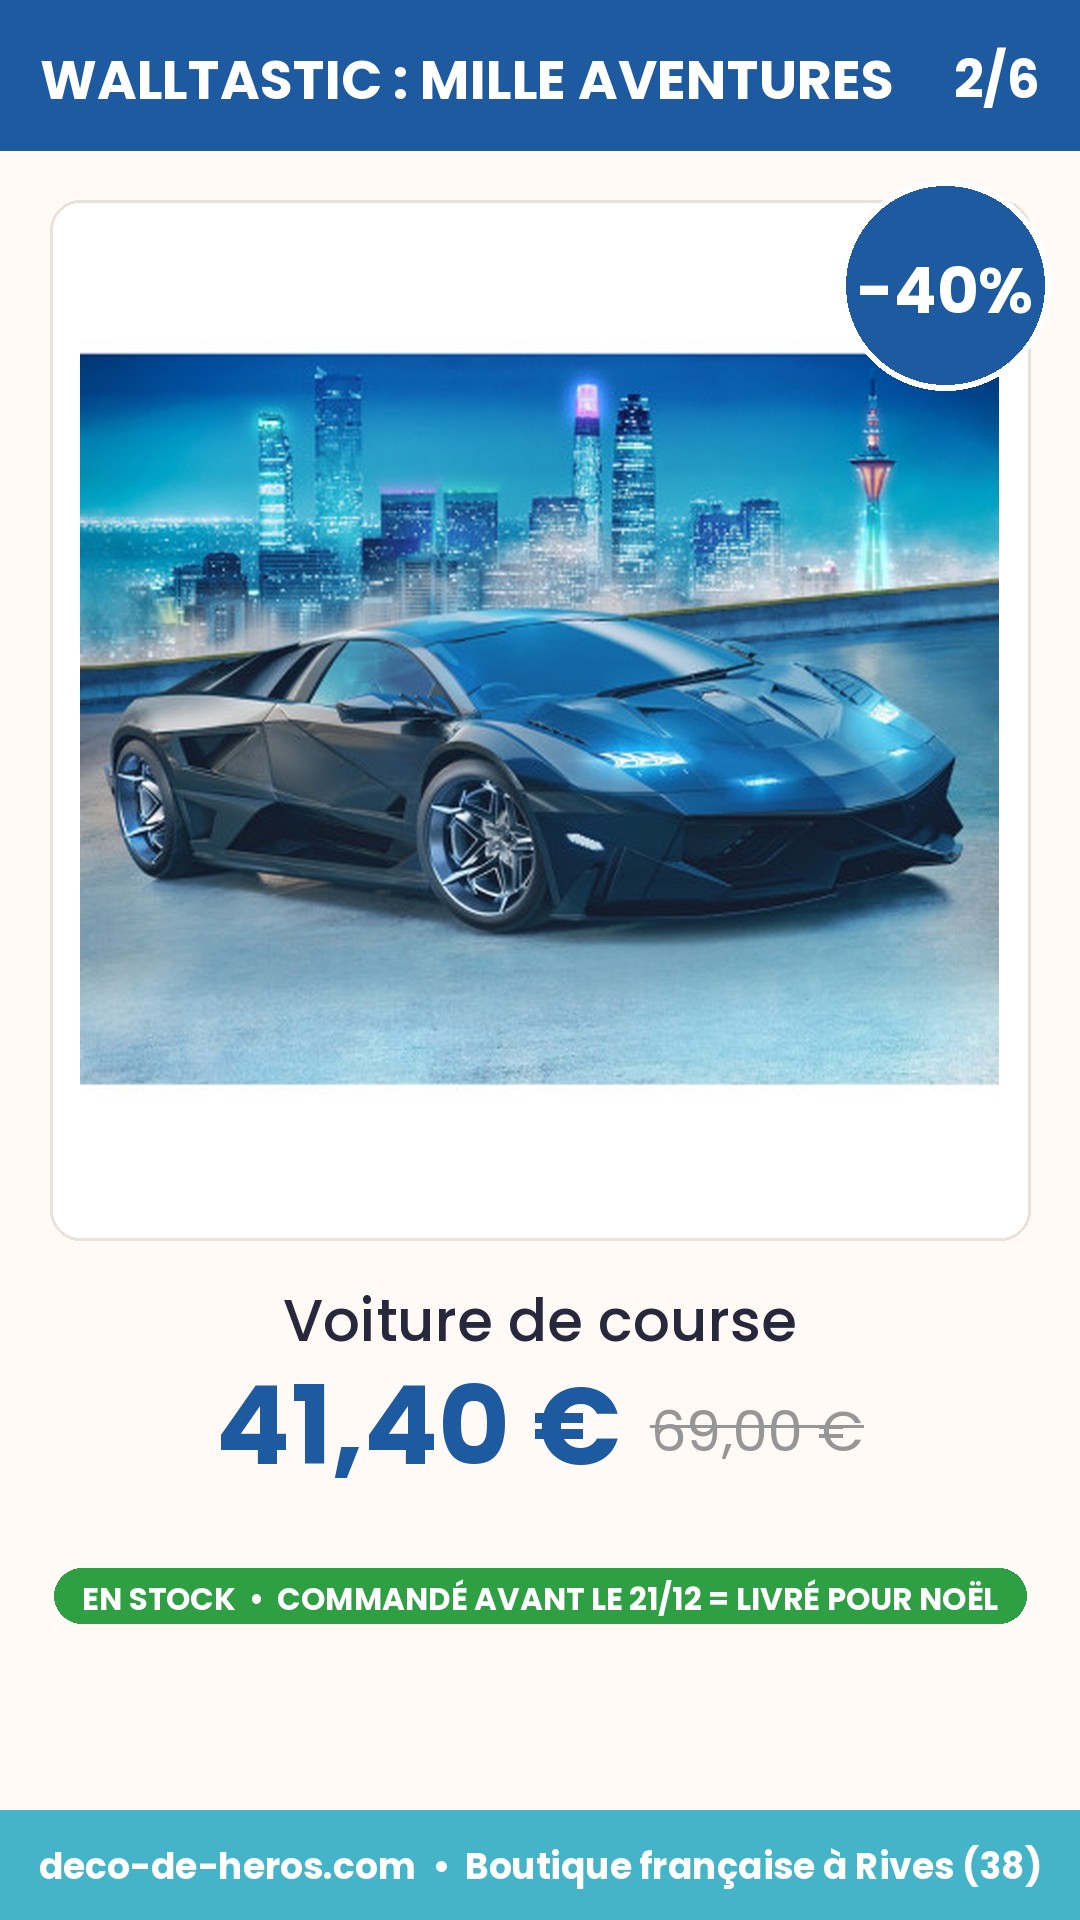 WALLTASTIC : MILLE AVENTURES 2/6
-40%
Voiture de course
41,40 € 69,00 €
EN STOCK • COMMANDÉ AVANT LE 21/12 = LIVRÉ POUR NOËL
deco-de-heros.com • Boutique française à Rives (38)